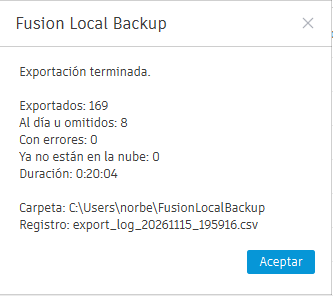 Fusion Local Backup
Exportación terminada.
Exportados: 169
Al día u omitidos: 8
Con errores: 0
Ya no están en la nube: 0
Duración: 0:20:04
Carpeta: C:\Users\norbe\FusionLocalBackup
Registro: export_log_20261115_195916.csv
Aceptar